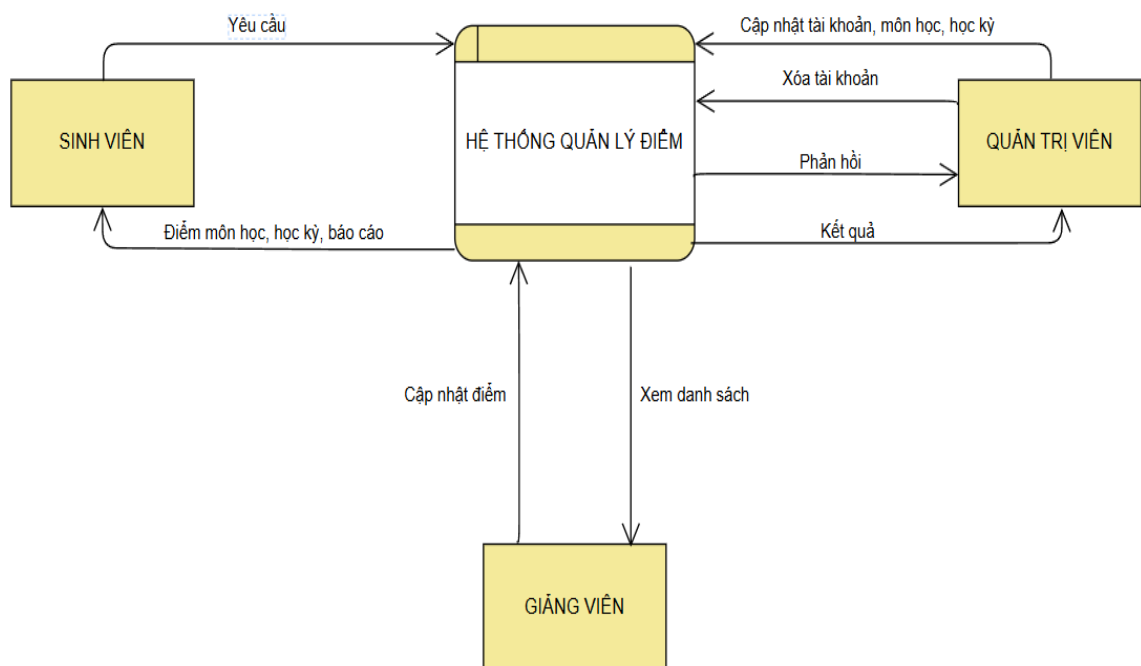 Yêu cầu
Cập nhật tài khoản, môn học, học kỳ
Xóa tài khoản
SINH VIÊN
HỆ THỐNG QUẢN LÝ ĐIỂM
QUẢN TRỊ VIÊN
Phản hồi
Điểm môn học, học kỳ, báo cáo
Kết quả
Cập nhật điểm
Xem danh sách
GIẢNG VIÊN